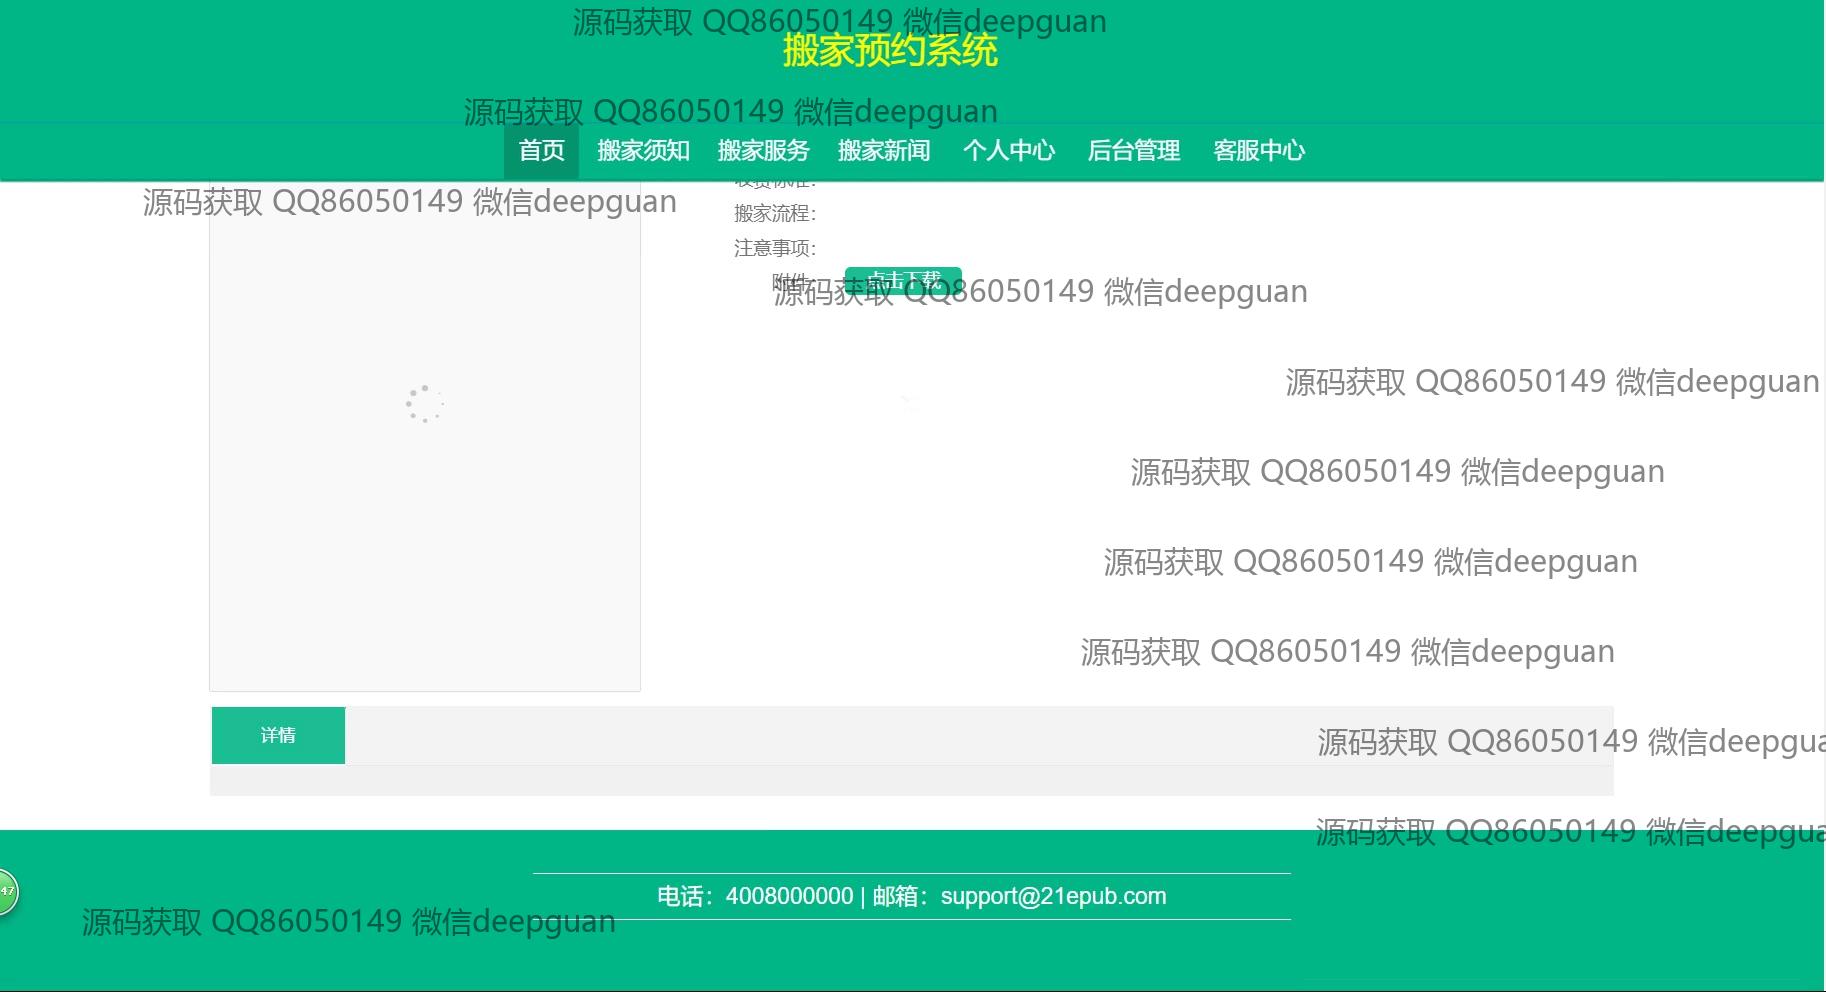 源码获取 QQ86050149 微信deepguan
搬家预约系统
源码获取 QQ86050149 微信deepguan
首页 搬家须知 搬家服务 搬家新闻 个人中心 后台管理 客服中心
收费标准：
源码获取 QQ86050149 微信deepguan
搬家流程：
注意事项：
附件： 点击下载
源码获取 QQ86050149 微信deepguan
源码获取 QQ86050149 微信deepguan
源码获取 QQ86050149 微信deepguan
源码获取 QQ86050149 微信deepguan
源码获取 QQ86050149 微信deepguan
详情
源码获取 QQ86050149 微信deepgua
源码获取 QQ86050149 微信deepgua
47
电话：4008000000 | 邮箱：support@21epub.com
源码获取 QQ86050149 微信deepguan